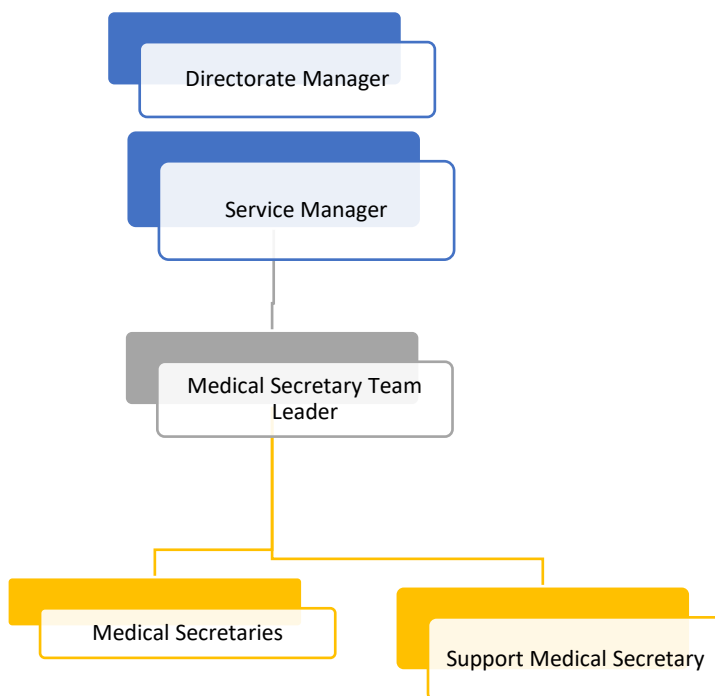 Directorate Manager
Service Manager
Medical Secretary Team
Leader
Medical Secretaries
Support Medical Secretary